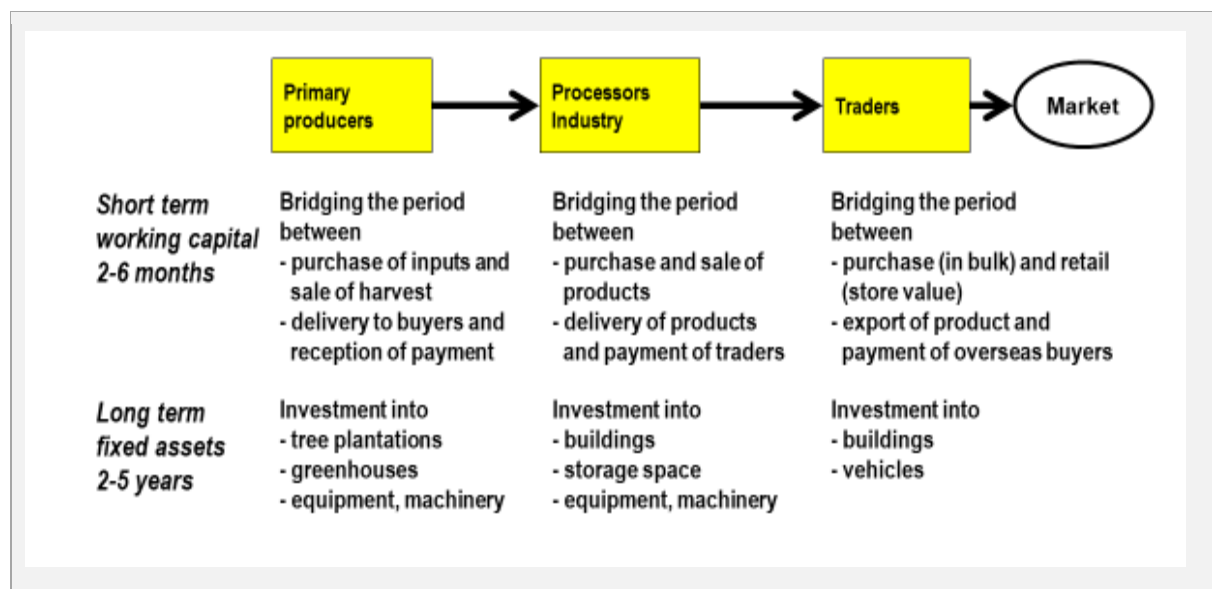 Primary
producers
Processors
Industry
Traders
Market
Short term
working capital
2-6 months
Bridging the period
between
- purchase of inputs and
sale of harvest
- delivery to buyers and
reception of payment
Bridging the period
between
- purchase and sale of
products
- delivery of products
and payment of traders
Bridging the period
between
- purchase (in bulk) and retail
(store value)
- export of product and
payment of overseas buyers
Long term
fixed assets
2-5 years
Investment into
- tree plantations
- greenhouses
- equipment, machinery
Investment into
- buildings
- storage space
- equipment, machinery
Investment into
- buildings
- vehicles